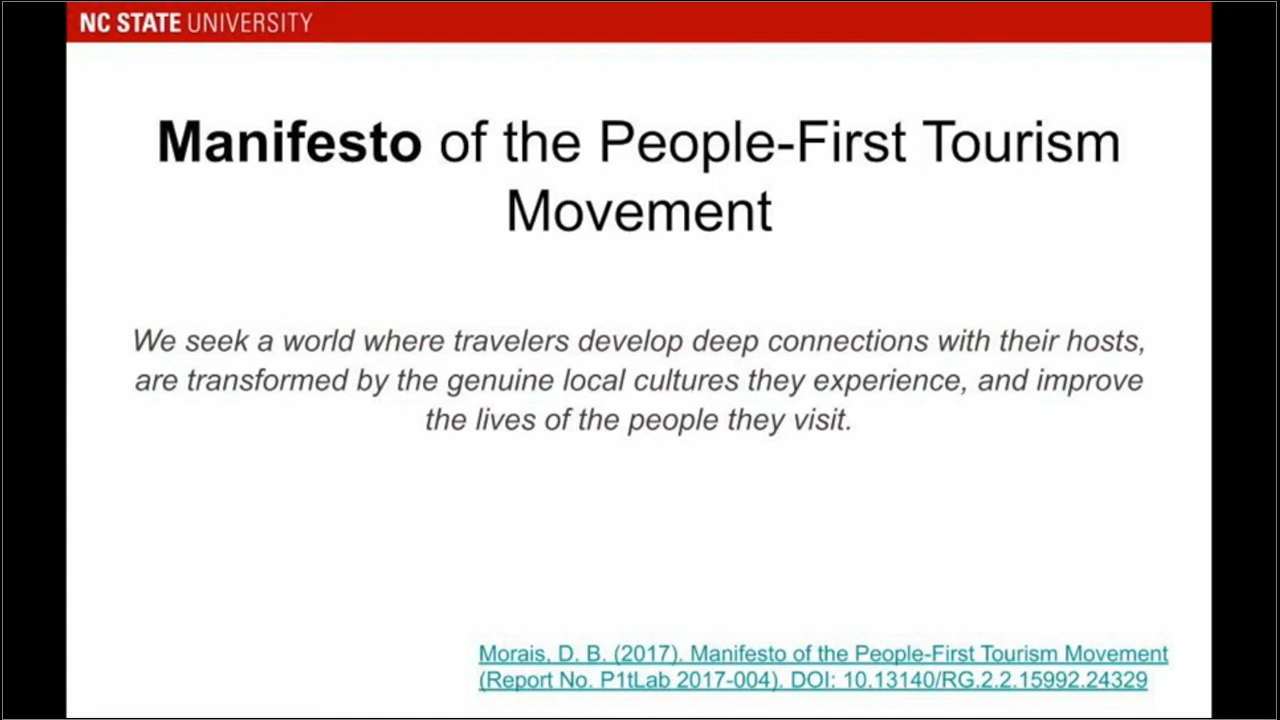 NC STATE UNIVERSITY
Manifesto of the People-First Tourism
Movement
We seek a world where travelers develop deep connections with their hosts,
are transformed by the genuine local cultures they experience, and improve
the lives of the people they visit.
Morais, D. B. (2017). Manifesto of the People-First Tourism Movement
(Report No. P1tLab 2017-004). DOI: 10.13140/RG.2.2.15992.24329